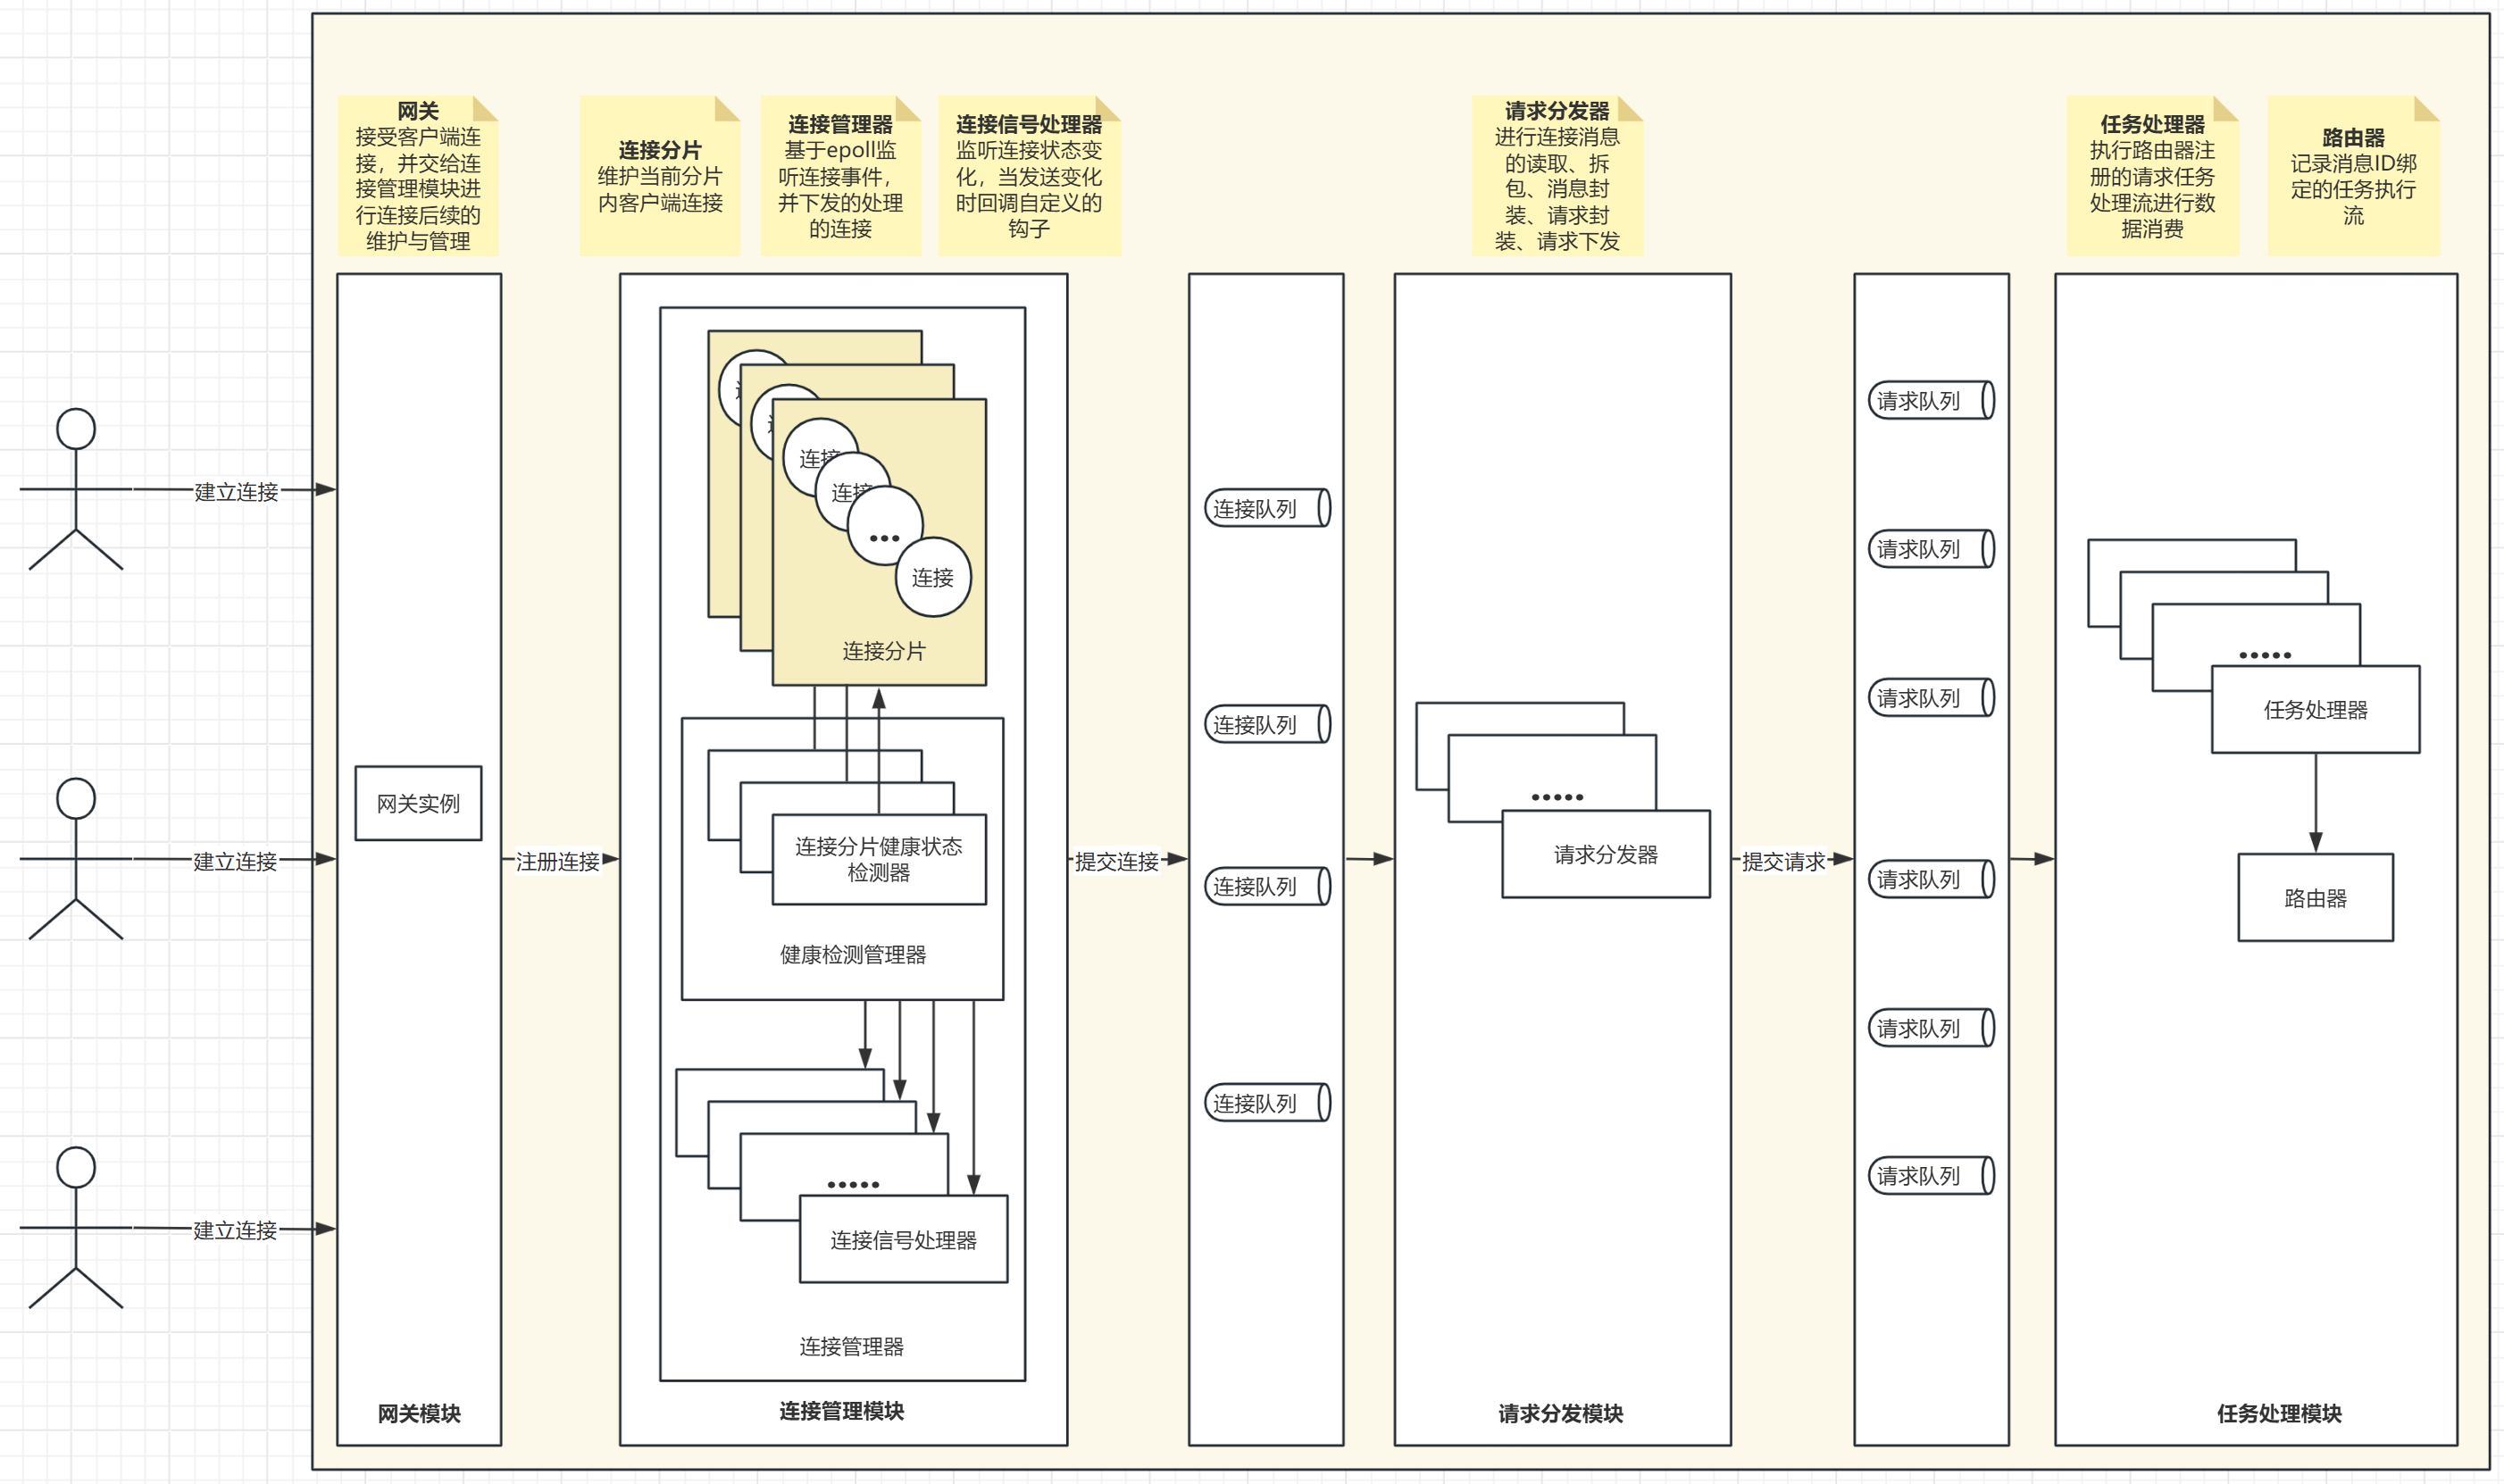 网关
接受客户端连
接，并交给连
接管理模块进
行连接后续的
维护与管理
连接分片
维护当前分片
内客户端连接
连接管理器
基于epoll监
听连接事件，
并下发的处理
的连接
连接信号处理器
监听连接状态变
化，当发送变化
时回调自定义的
钩子
请求分发器
进行连接消息
的读取、拆
包、消息封
装、请求封
装、请求下发
任务处理器
执行路由器注
册的请求任务
处理流进行数
据消费
路由器
记录消息ID绑
定的任务执行
流
建立连接
建立连接
建立连接
网关实例
网关模块
注册连接
连接
连接
•••
连接
连接分片
连接分片健康状态
检测器
健康检测管理器
•••••
连接信号处理器
连接管理器
连接管理模块
提交连接
连接队列
连接队列
连接队列
连接队列
•••••
请求分发器
请求分发模块
提交请求
请求队列
请求队列
请求队列
请求队列
请求队列
请求队列
•••••
任务处理器
路由器
任务处理模块